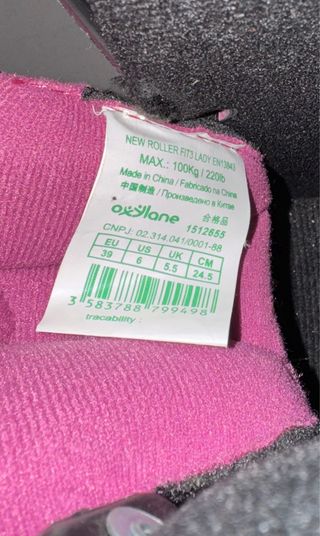 NEW ROLLER FIT3 LADY EN13843
MAX.: 100Kg / 220lb
Made in China / Fabricado na China
中国制造 / Произведено в Китае
oxylane 合格品
1512655
CNPJ: 02.314.041/0001-88
EU US UK CM
39 6 5.5 24.5
3 583788 799498
tracability :